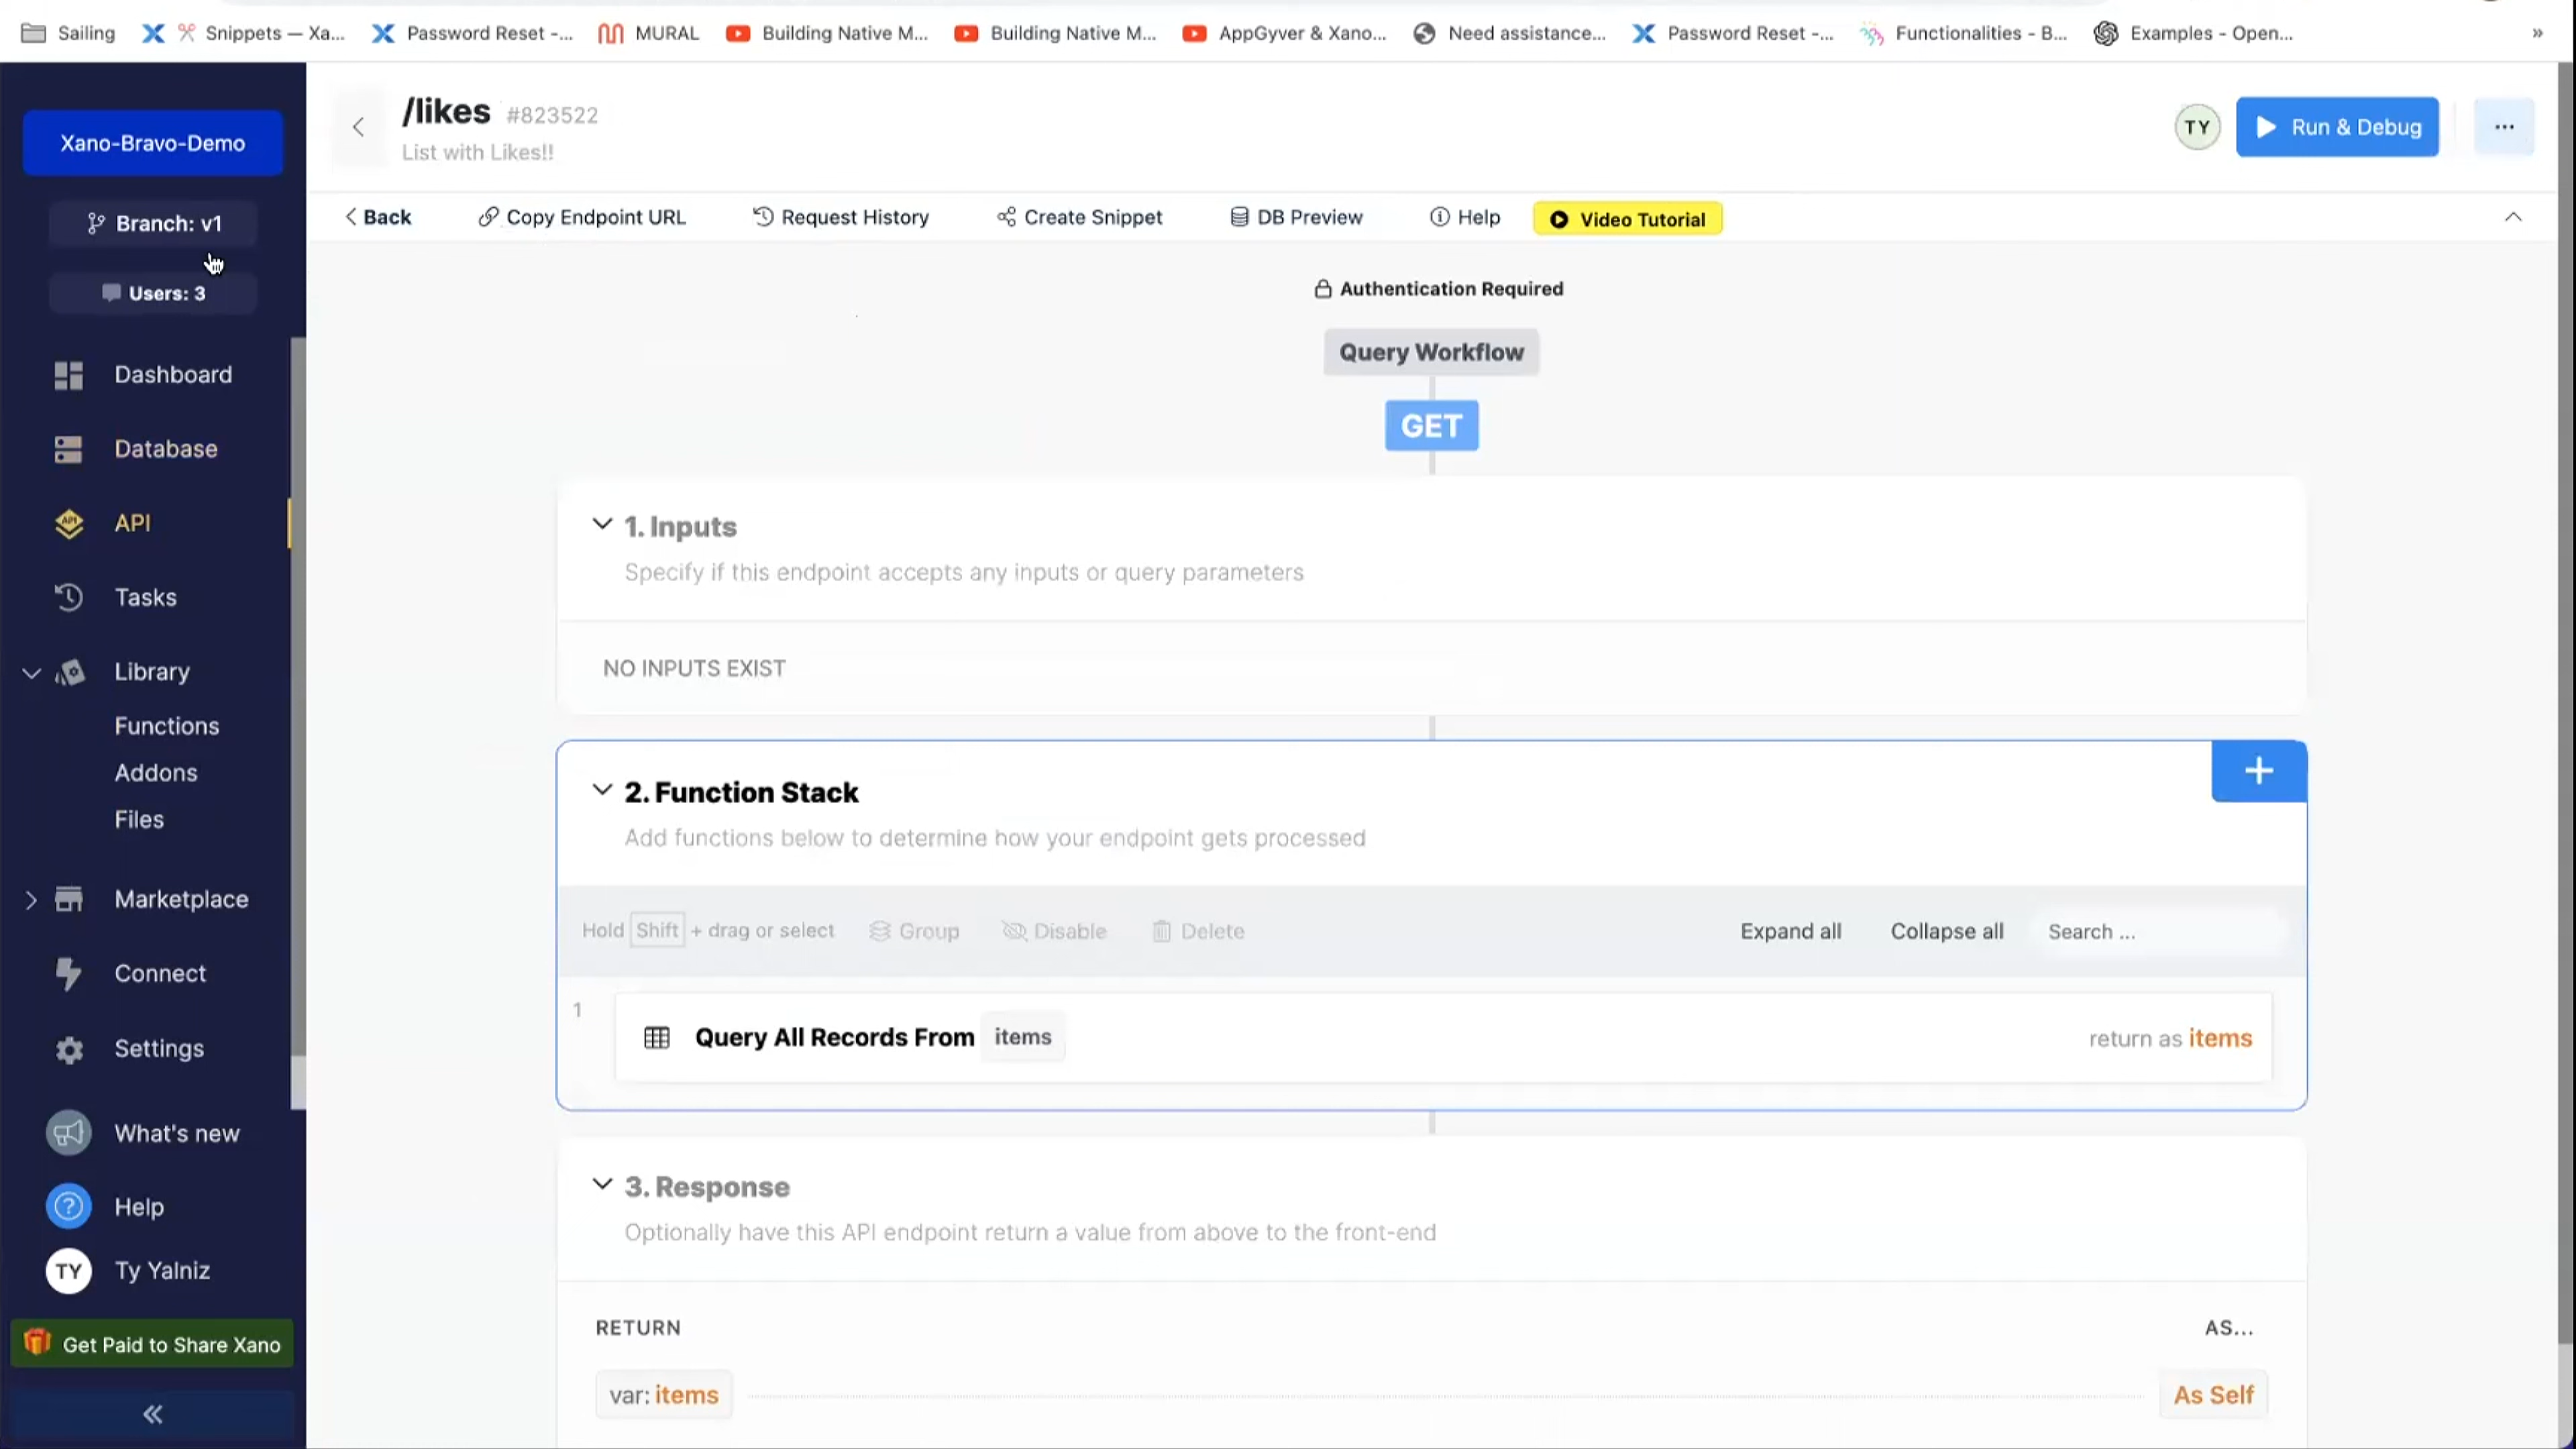 Sailing
Snippets — Xa...
Password Reset -...
MURAL
Building Native M...
Building Native M...
AppGyver & Xano...
Need assistance...
Password Reset -...
Functionalities - B...
Examples - Open...
»
Xano-Bravo-Demo
Branch: v1
Users: 3
Dashboard
Database
API
Tasks
Library
Functions
Addons
Files
Marketplace
Connect
Settings
What's new
Help
TY Ty Yalniz
Get Paid to Share Xano
/likes #823522
List with Likes!!
TY
Run & Debug
...
Back
Copy Endpoint URL
Request History
Create Snippet
DB Preview
Help
Video Tutorial
Authentication Required
Query Workflow
GET
1. Inputs
Specify if this endpoint accepts any inputs or query parameters
NO INPUTS EXIST
2. Function Stack
+
Add functions below to determine how your endpoint gets processed
Hold Shift + drag or select Group Disable Delete Expand all Collapse all Search ...
1
Query All Records From items return as items
3. Response
Optionally have this API endpoint return a value from above to the front-end
RETURN AS...
var: items As Self